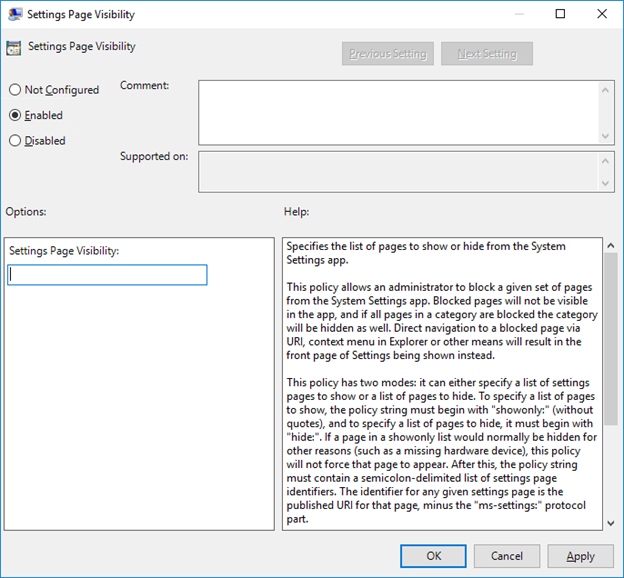 Settings Page Visibility
Settings Page Visibility
Previous Setting
Next Setting
Not Configured
Comment:
Enabled
Disabled
Supported on:
Options:
Help:
Settings Page Visibility:
Specifies the list of pages to show or hide from the System
Settings app.
This policy allows an administrator to block a given set of pages
from the System Settings app. Blocked pages will not be visible
in the app, and if all pages in a category are blocked the category
will be hidden as well. Direct navigation to a blocked page via
URI, context menu in Explorer or other means will result in the
front page of Settings being shown instead.
This policy has two modes: it can either specify a list of settings
pages to show or a list of pages to hide. To specify a list of pages
to show, the policy string must begin with "showonly:" (without
quotes), and to specify a list of pages to hide, it must begin with
"hide:". If a page in a showonly list would normally be hidden for
other reasons (such as a missing hardware device), this policy
will not force that page to appear. After this, the policy string
must contain a semicolon-delimited list of settings page
identifiers. The identifier for any given settings page is the
published URI for that page, minus the "ms-settings:" protocol
part.
OK
Cancel
Apply